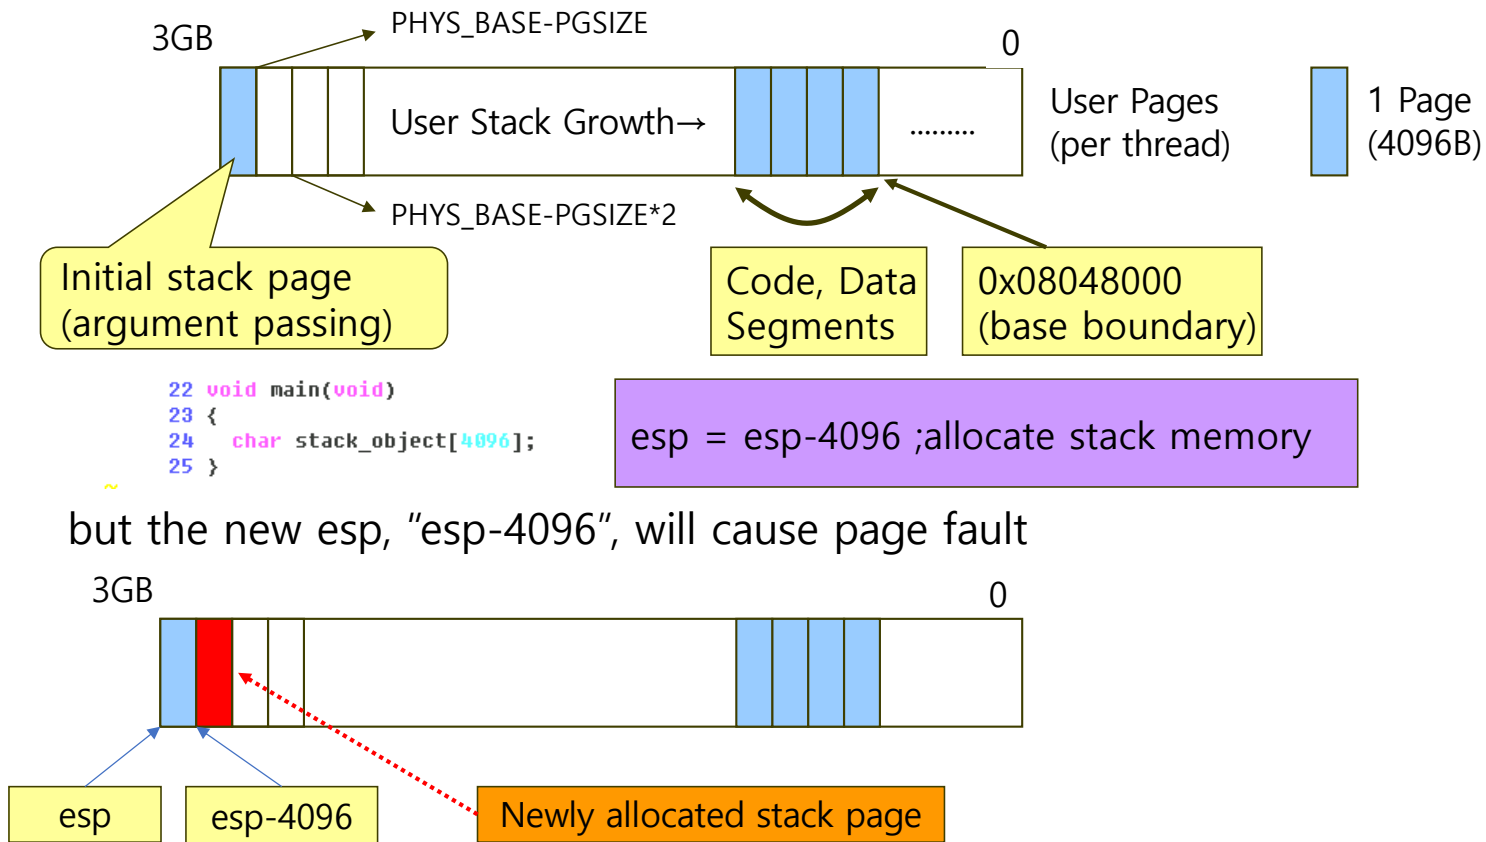 3GB
PHYS_BASE-PGSIZE
0
User Stack Growth→
.........
User Pages
(per thread)
1 Page
(4096B)
PHYS_BASE-PGSIZE*2
Initial stack page
(argument passing)
Code, Data
Segments
0x08048000
(base boundary)
22 void main(void)
23 {
24   char stack_object[4096];
25 }
~
esp = esp-4096 ;allocate stack memory
but the new esp, “esp-4096”, will cause page fault
3GB
0
esp
esp-4096
Newly allocated stack page